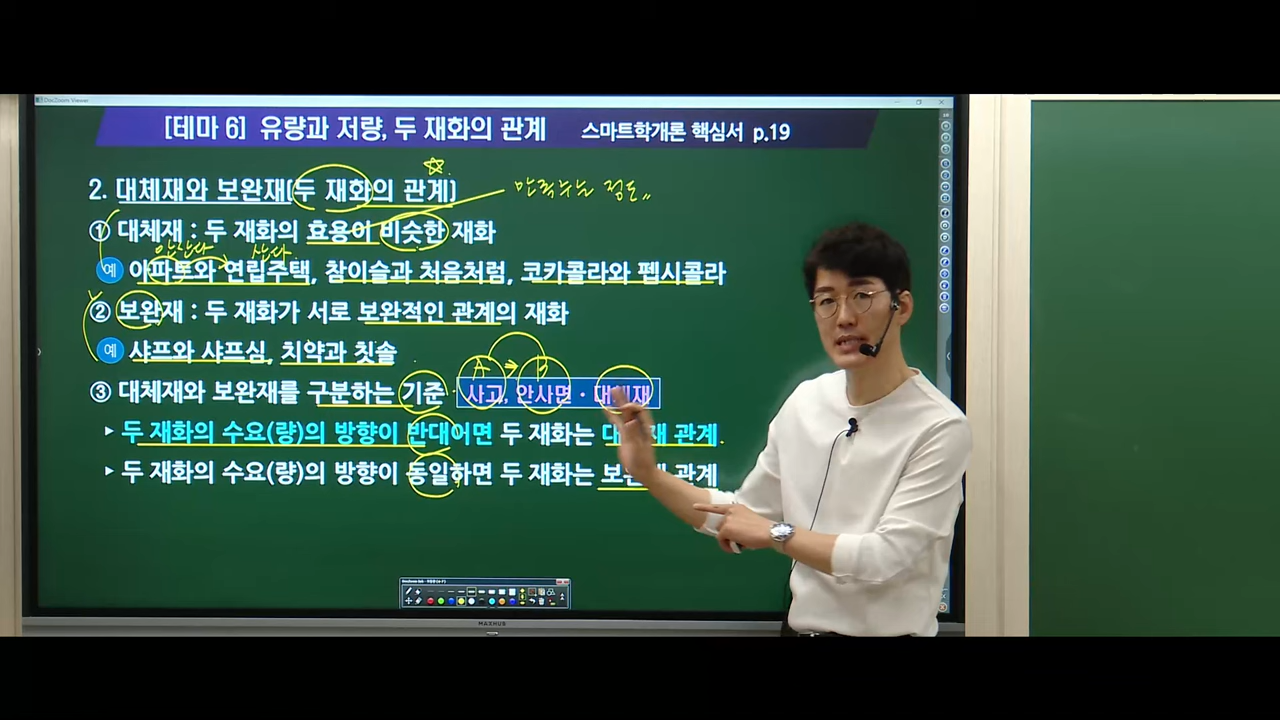 DocZoom Viewer
[테마 6] 유량과 저량, 두 재화의 관계 스마트학개론 핵심서 p.19
2. 대체재와 보완재(두 재화의 관계)
만족주는 정도
① 대체재 : 두 재화의 효용이 비슷한 재화
안산다 산다
예 아파트와 연립주택, 참이슬과 처음처럼, 코카콜라와 펩시콜라
② 보완재 : 두 재화가 서로 보완적인 관계의 재화
예 샤프와 샤프심, 치약과 칫솔
A → B
③ 대체재와 보완재를 구분하는 기준 사고, 안사면 · 대체재
▸ 두 재화의 수요(량)의 방향이 반대이면 두 재화는 대체재 관계
▸ 두 재화의 수요(량)의 방향이 동일하면 두 재화는 보완재 관계
MAXHUB